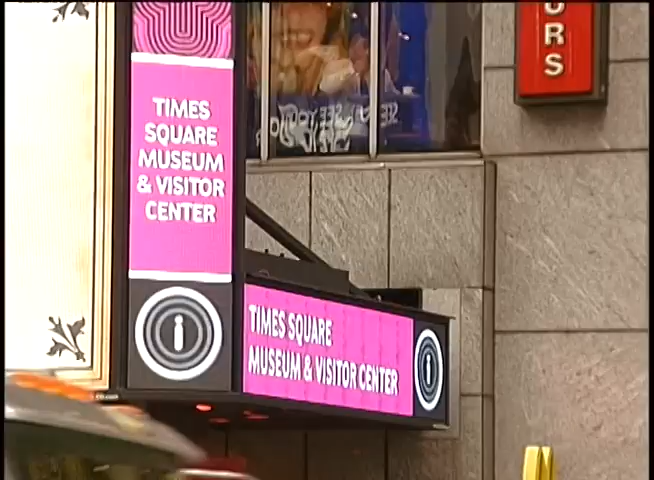 TIMES
SQUARE
MUSEUM
& VISITOR
CENTER
i
TIMES SQUARE
MUSEUM & VISITOR CENTER
i
URS